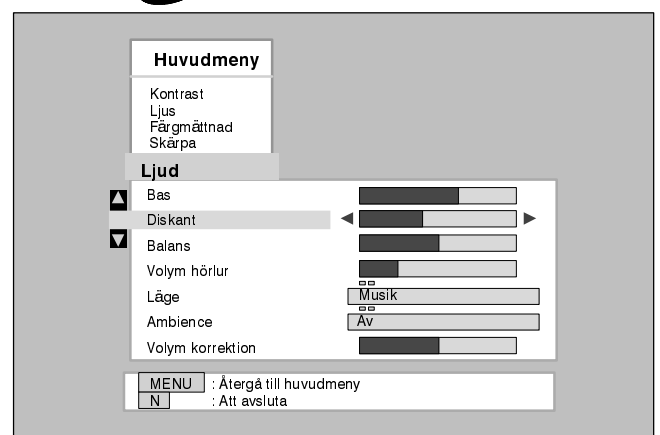 Huvudmeny
Kontrast
Ljus
Färgmättnad
Skärpa
Ljud
Bas
Diskant
Balans
Volym hörlur
Läge Musik
Ambience Av
Volym korrektion
MENU : Återgå till huvudmeny
N : Att avsluta